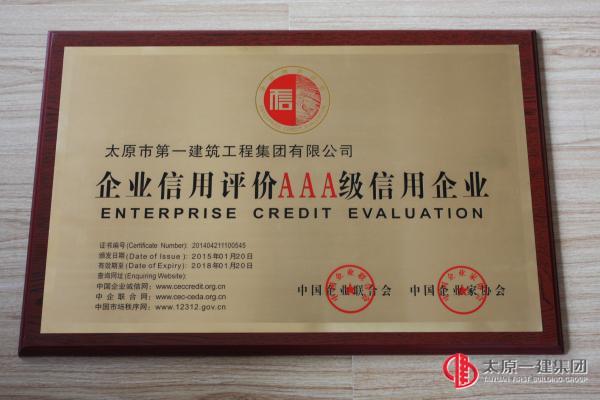 信
太原市第一建筑工程集团有限公司
企业信用评价AAA级信用企业
ENTERPRISE CREDIT EVALUATION
证书编号(Certificate Number): 201404211100545
颁发日期(Date of Issue): 2015年01月20日
有效期至(Date of Expiry): 2018年01月20日
查询网址(Enquiring Website):
中国企业诚信网: www.ceccredit.org.cn
中企联合网: www.cec-ceda.org.cn
中国市场秩序网: www.12312.gov.cn
中国企业联合会 中国企业家协会
太原一建集团
TAIYUAN FIRST BUILDING GROUP